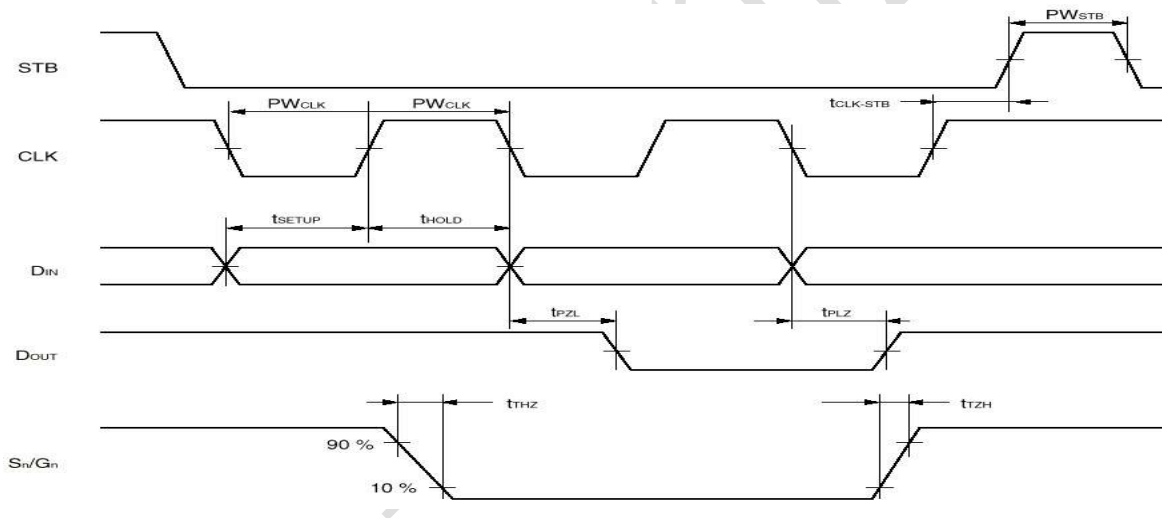 PWSTB
STB
tCLK-STB
PWCLK PWCLK
CLK
tSETUP tHOLD
DIN
tPZL tPLZ
DOUT
tTHZ tTZH
90 %
Sn/Gn
10 %